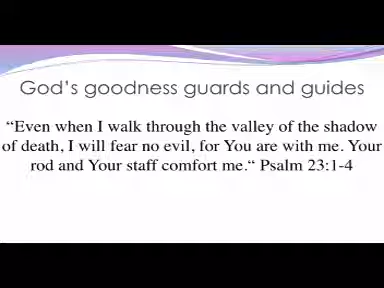 God's goodness guards and guides
“Even when I walk through the valley of the shadow
of death, I will fear no evil, for You are with me. Your
rod and Your staff comfort me.“ Psalm 23:1-4